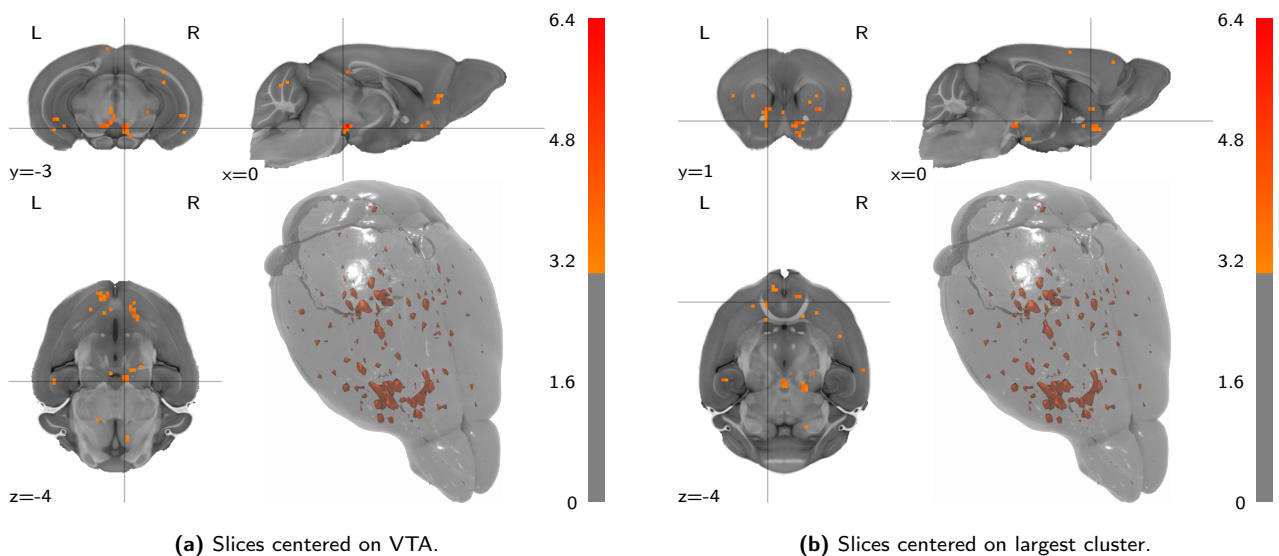 L R
y=-3
x=0
L R
z=-4
6.4
4.8
3.2
1.6
0
(a) Slices centered on VTA.
L R
y=1
x=0
L R
z=-4
6.4
4.8
3.2
1.6
0
(b) Slices centered on largest cluster.